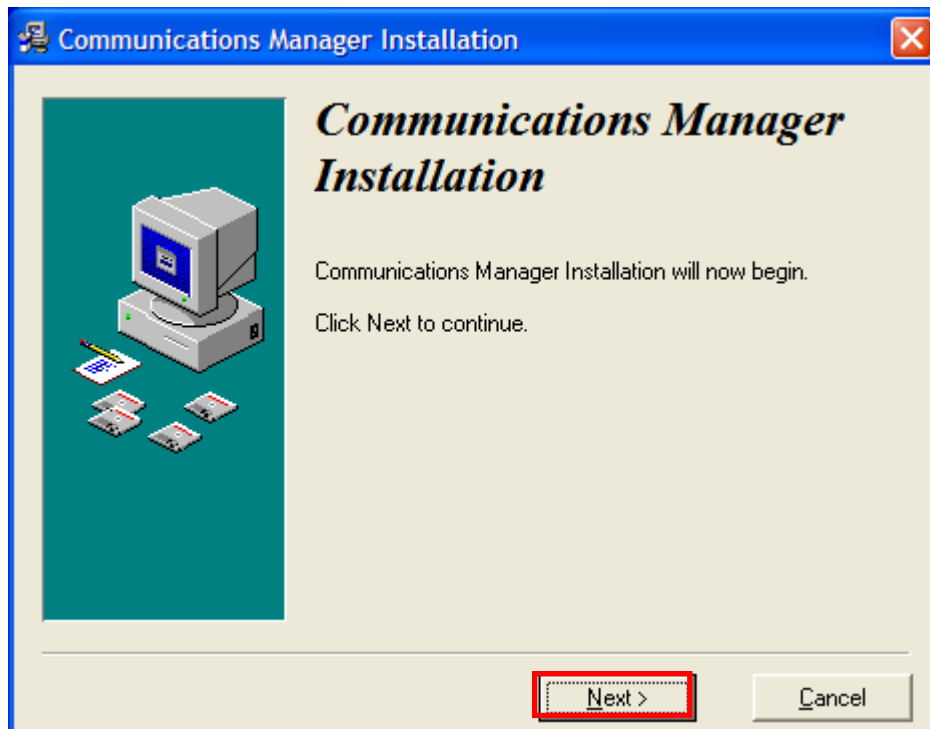 Communications Manager Installation
Communications Manager
Installation
Communications Manager Installation will now begin.
Click Next to continue.
Next >
Cancel